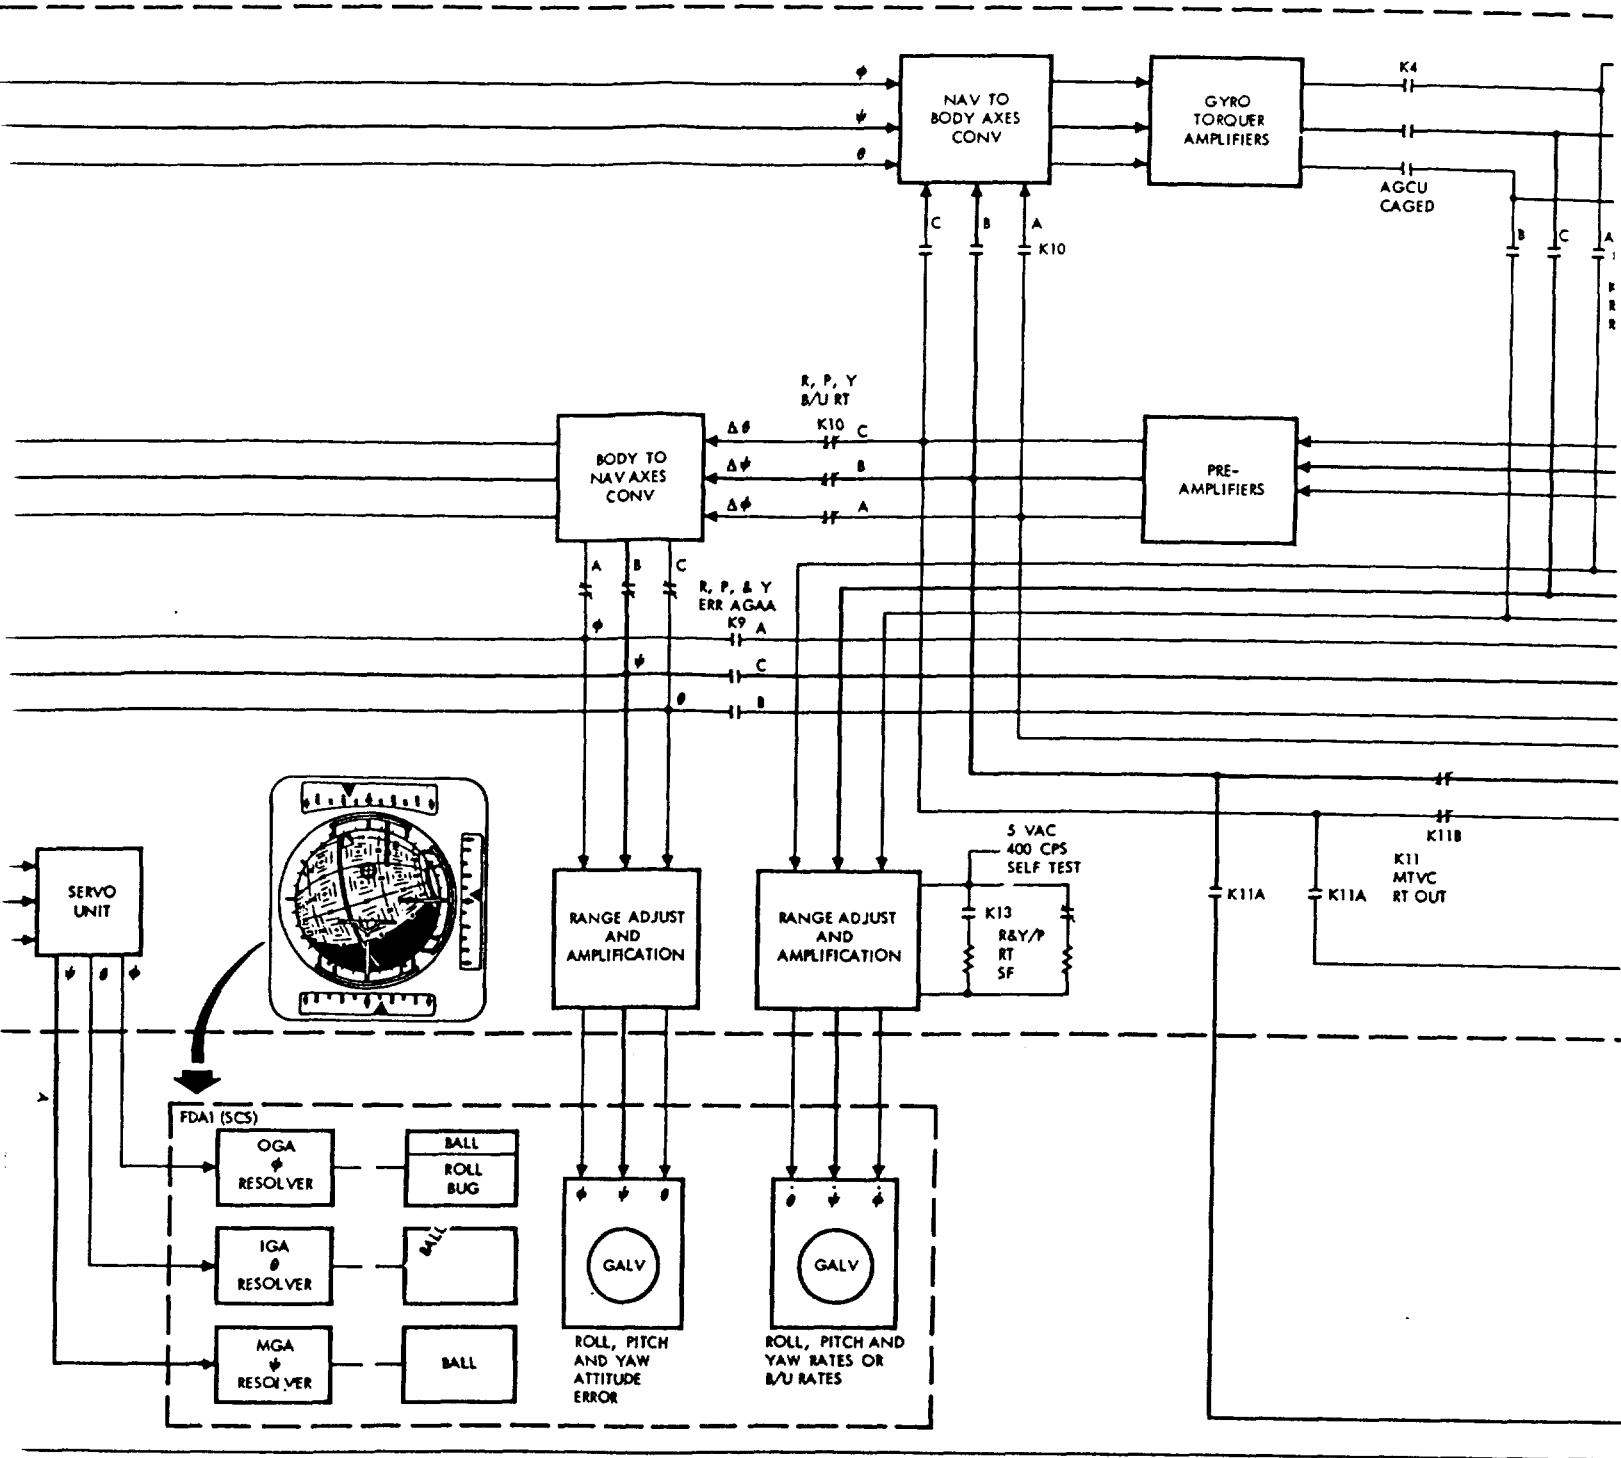 K4
φ
NAV TO
BODY AXES
CONV
GYRO
TORQUER
AMPLIFIERS
ψ
θ
AGCU
CAGED
C
B
A
K10
B
C
A
K
R
R
R, P, Y
B/U RT
K10
Δθ
C
Δψ
B
Δφ
A
BODY TO
NAV AXES
CONV
PRE-
AMPLIFIERS
A
B
C
R, P, & Y
ERR AGAA
K9
φ
A
ψ
C
θ
B
5 VAC
400 CPS
SELF TEST
K11B
K11
MTVC
RT OUT
K11A
K11A
SERVO
UNIT
RANGE ADJUST
AND
AMPLIFICATION
RANGE ADJUST
AND
AMPLIFICATION
K13
R&Y/P
RT
SF
ψ
θ
φ
Y
FDAI (SCS)
OGA
φ
RESOLVER
BALL
ROLL
BUG
IGA
θ
RESOLVER
BALL
MGA
ψ
RESOLVER
BALL
φ ψ θ
GALV
ROLL, PITCH
AND YAW
ATTITUDE
ERROR
θ̇ ψ̇ φ̇
GALV
ROLL, PITCH AND
YAW RATES OR
B/U RATES